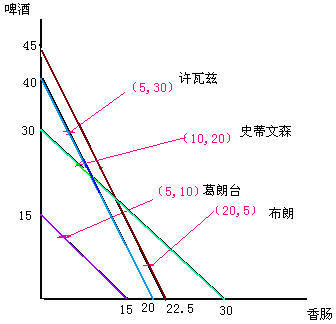 啤酒
45
40
30
15
(5,30) 许瓦兹
(10,20) 史蒂文森
(5,10) 葛朗台
(20,5) 布朗
15 20 22.5 30
香肠